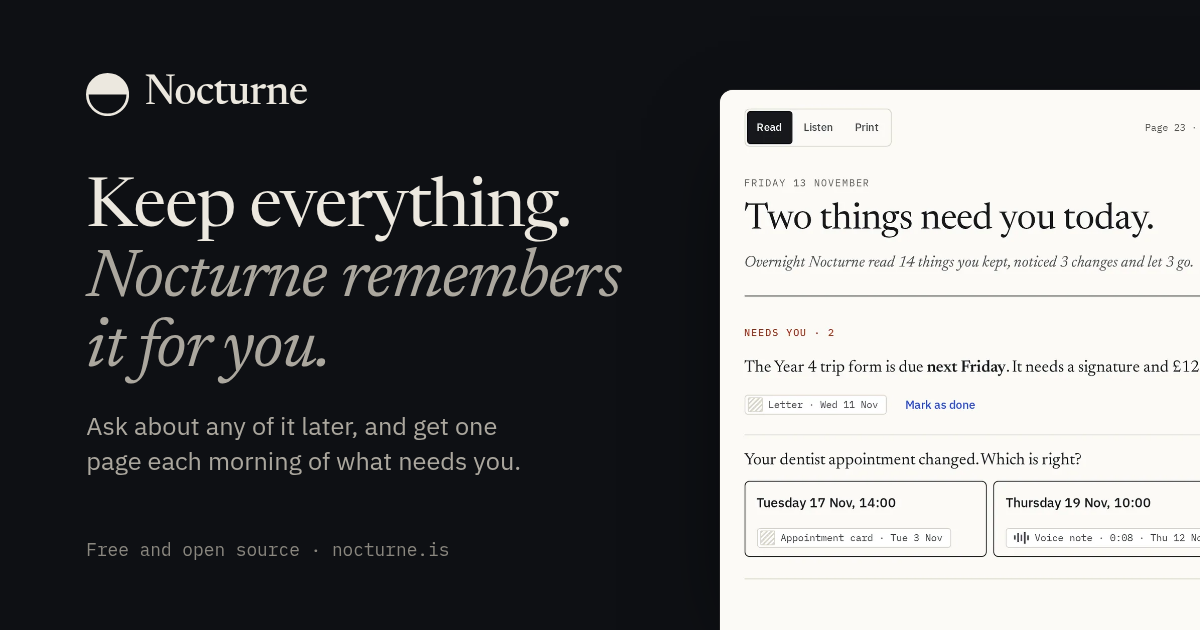 Nocturne
Keep everything.
Nocturne remembers
it for you.
Ask about any of it later, and get one
page each morning of what needs you.
Free and open source · nocturne.is
Read Listen Print
Page 23 ·
FRIDAY 13 NOVEMBER
Two things need you today.
Overnight Nocturne read 14 things you kept, noticed 3 changes and let 3 go.
NEEDS YOU · 2
The Year 4 trip form is due next Friday. It needs a signature and £12
Letter · Wed 11 Nov Mark as done
Your dentist appointment changed. Which is right?
Tuesday 17 Nov, 14:00
Appointment card · Tue 3 Nov
Thursday 19 Nov, 10:00
Voice note · 0:08 · Thu 12 No